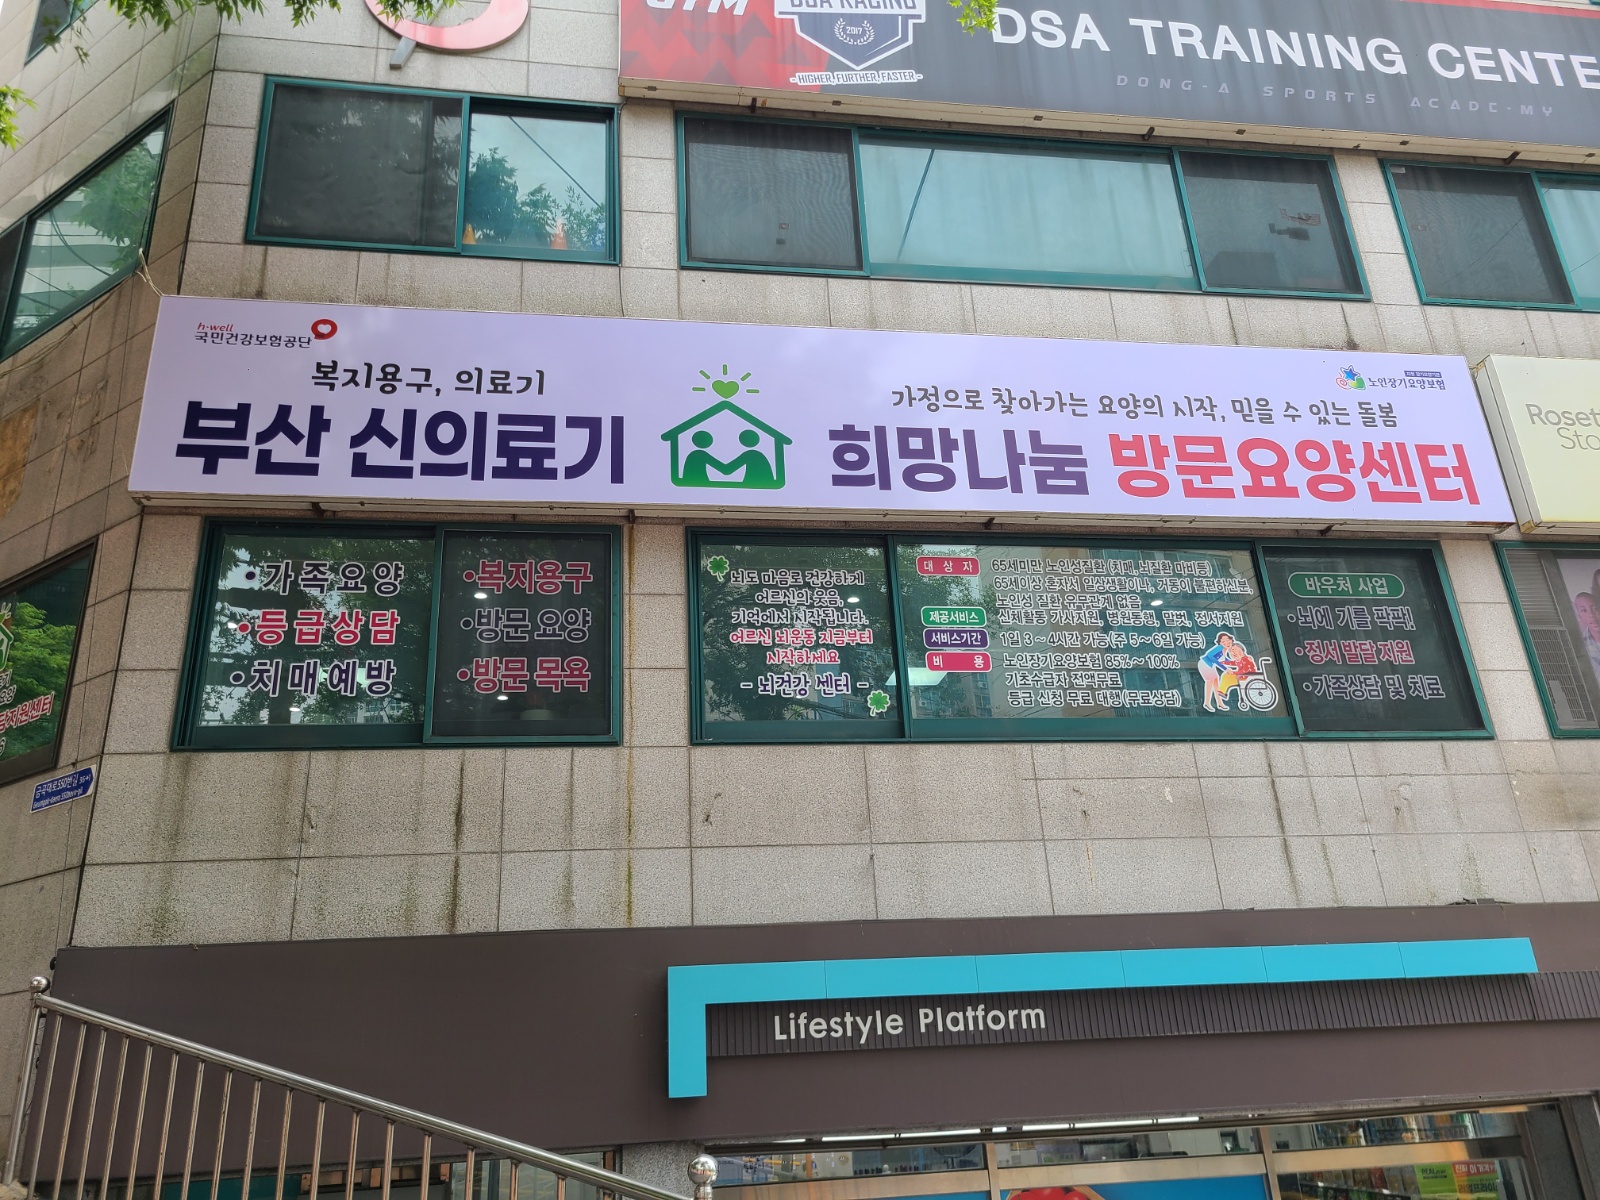 DSA RACING
2017
HIGHER, FURTHER, FASTER
DSA TRAINING CENTE
DONG-A SPORTS ACADE-MY
h·well
국민건강보험공단
복지용구, 의료기
부산 신의료기
가정으로 찾아가는 요양의 시작, 믿을 수 있는 돌봄
희망나눔 방문요양센터
노인장기요양보험
Roset
Sto
•가족요양
•등급상담
•치매예방
•복지용구
•방문 요양
•방문 목욕
뇌도 마음도 건강하게
어르신의 웃음,
기억에서 시작됩니다.
어르신 뇌운동 지금부터
시작하세요
- 뇌건강 센터 -
대상자 65세미만 노인성질환 (치매, 뇌질환 마비등)
65세이상 혼자서 일상생활이나, 거동이 불편하신분,
노인성 질환 유무관계 없음
제공서비스 신체활동 가사지원, 병원동행, 말벗, 정서지원
서비스기간 1일 3 ~ 4시간 가능(주 5 ~ 6일 가능)
비용 노인장기요양보험 85% ~ 100%
기초수급자 전액무료
등급 신청 무료 대행 (무료상담)
바우처 사업
•뇌에 기를 팍팍!
•정서 발달 지원
•가족상담 및 치료
Lifestyle Platform